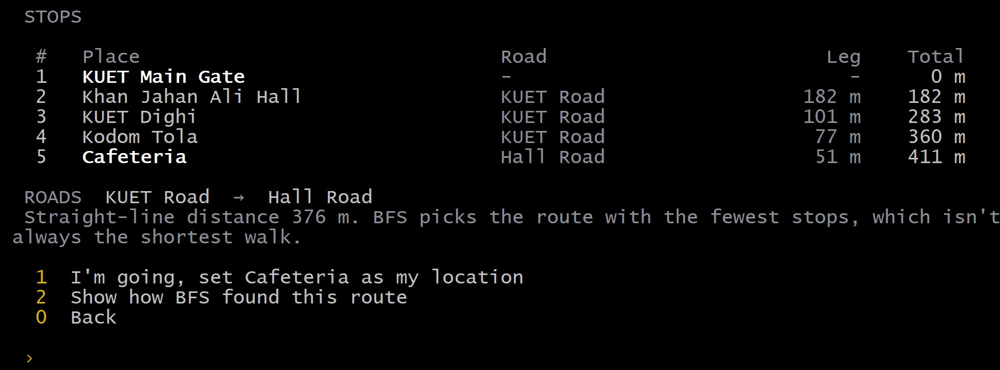 STOPS
# Place Road Leg Total
1 KUET Main Gate – – 0 m
2 Khan Jahan Ali Hall KUET Road 182 m 182 m
3 KUET Dighi KUET Road 101 m 283 m
4 Kodom Tola KUET Road 77 m 360 m
5 Cafeteria Hall Road 51 m 411 m
ROADS KUET Road → Hall Road
Straight-line distance 376 m. BFS picks the route with the fewest stops, which isn't
always the shortest walk.
1 I'm going, set Cafeteria as my location
2 Show how BFS found this route
0 Back
›